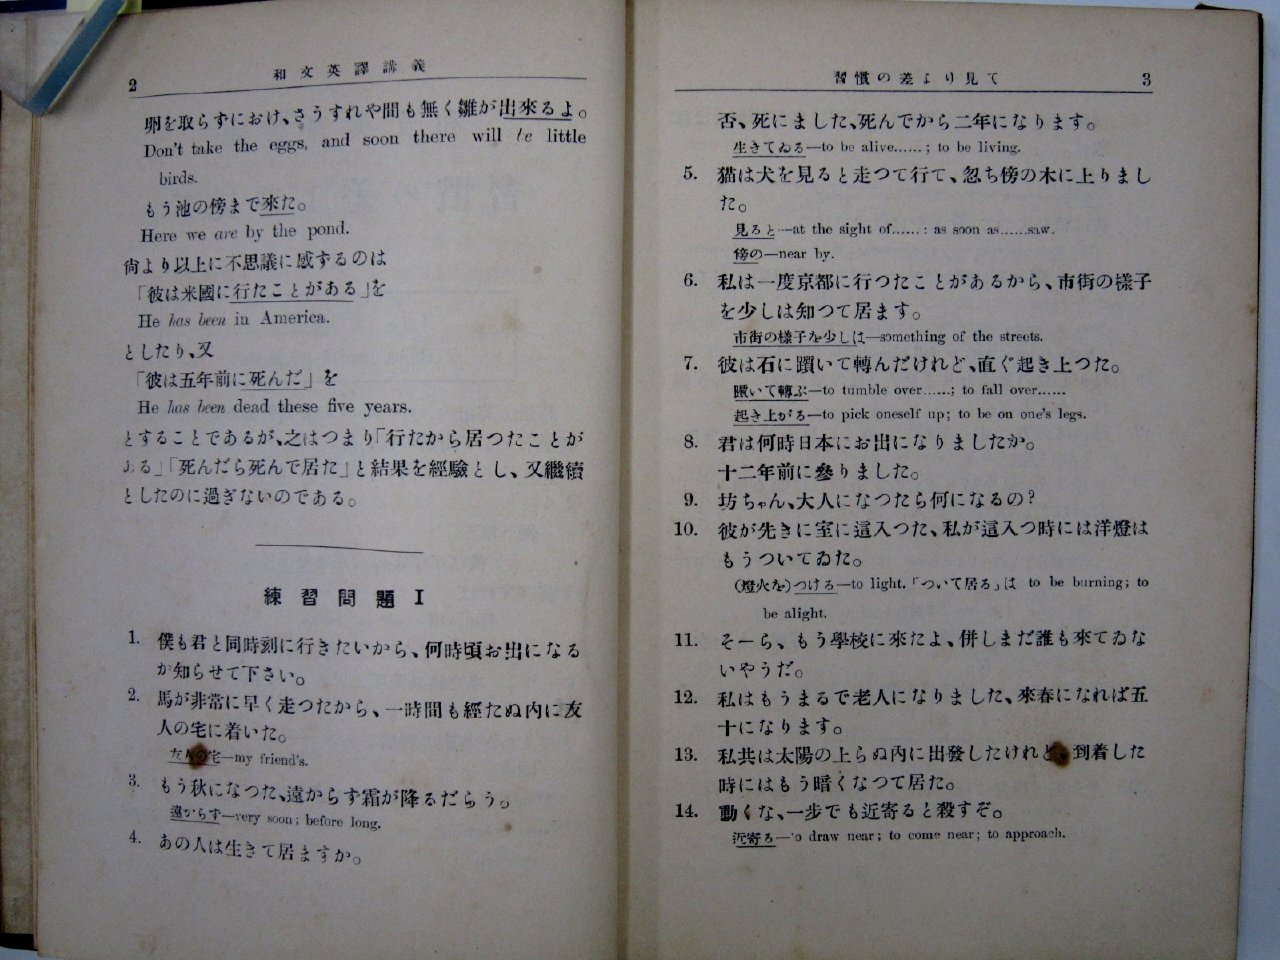 2
和文英譯講義
卵を取らずにおけ、さうすれや間も無く雛が出來るよ。
Don't take the eggs, and soon there will be little
birds.
もう池の傍まで來た。
Here we are by the pond.
尙より以上に不思議に感ずるのは
「彼は米國に行たことがある」を
He has been in America.
としたり、又
「彼は五年前に死んだ」を
He has been dead these five years.
とすることであるが、之はつまり「行たから居つたことが
ある」「死んだら死んで居た」と結果を經驗とし、又繼續
としたのに過ぎないのである。
練習問題 I
1. 僕も君と同時刻に行きたいから、何時頃お出になる
か知らせて下さい。
2. 馬が非常に早く走つたから、一時間も經たぬ内に友
人の宅に着いた。
友人の宅—my friend's.
3. もう秋になつた、遠からず霜が降るだらう。
遠からず—very soon; before long.
4. あの人は生きて居ますか。
習慣の差より見て
3
否、死にました、死んでから二年になります。
生きてゐる—to be alive......; to be living.
5. 猫は犬を見ると走つて行て、忽ち傍の木に上りまし
た。
見ると—at the sight of......: as soon as......saw.
傍の—near by.
6. 私は一度京都に行つたことがあるから、市街の樣子
を少しは知つて居ます。
市街の樣子を少しは—something of the streets.
7. 彼は石に躓いて轉んだけれど、直ぐ起き上つた。
躓いて轉ぶ—to tumble over......; to fall over......
起き上がる—to pick oneself up; to be on one's legs.
8. 君は何時日本にお出になりましたか。
十二年前に參りました。
9. 坊ちゃん、大人になつたら何になるの?
10. 彼が先きに室に這入つた、私が這入つ時には洋燈は
もうついてゐた。
(燈火を)つける—to light.「ついて居る」は to be burning; to
be alight.
11. そーら、もう學校に來たよ、併しまだ誰も來てゐな
いやうだ。
12. 私はもうまるで老人になりました、來春になれば五
十になります。
13. 私共は太陽の上らぬ内に出發したけれど、到着した
時にはもう暗くなつて居た。
14. 動くな、一步でも近寄ると殺すぞ。
近寄る—to draw near; to come near; to approach.